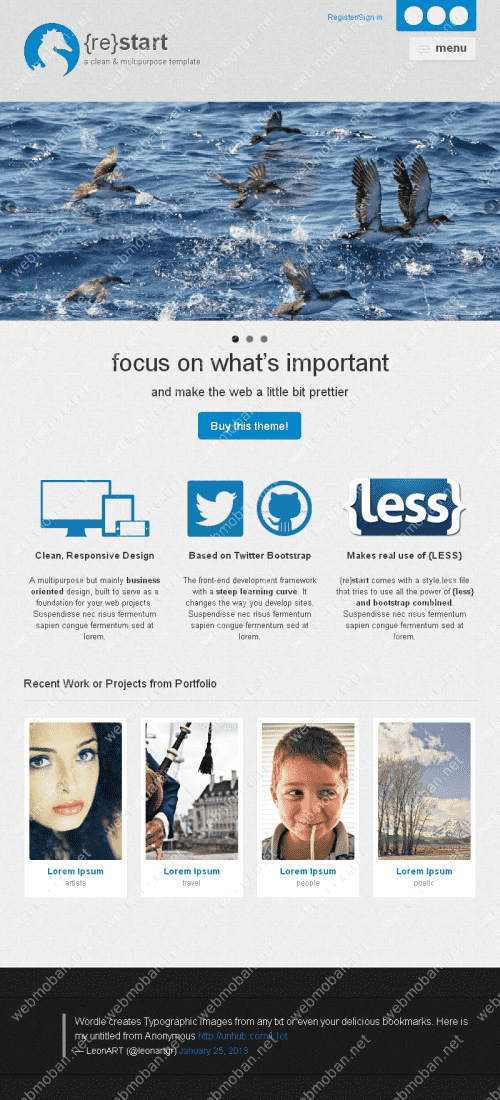 Register/Sign in
{re}start
a clean & multipurpose template
menu
focus on what's important
and make the web a little bit prettier
Buy this theme!
{less}
Clean, Responsive Design
A multipurpose but mainly business
oriented design, built to serve as a
foundation for your web projects.
Suspendisse nec risus fermentum
sapien congue fermentum sed at
lorem.
Based on Twitter Bootstrap
The front-end development framework
with a steep learning curve. It
changes the way you develop sites.
Suspendisse nec risus fermentum
sapien congue fermentum sed at
lorem.
Makes real use of {LESS}
{re}start comes with a style.less file
that tries to use all the power of {less}
and bootstrap combined.
Suspendisse nec risus fermentum
sapien congue fermentum sed at
lorem.
Recent Work or Projects from Portfolio
Lorem Ipsum
artists
Lorem Ipsum
travel
Lorem Ipsum
people
Lorem Ipsum
poetic
Wordle creates Typographic images from any txt or even your delicious bookmarks. Here is
my untitled from Anonymous http://unhub.com/
— LeonART (@leonartgr) January 25, 2013
webmoban.net